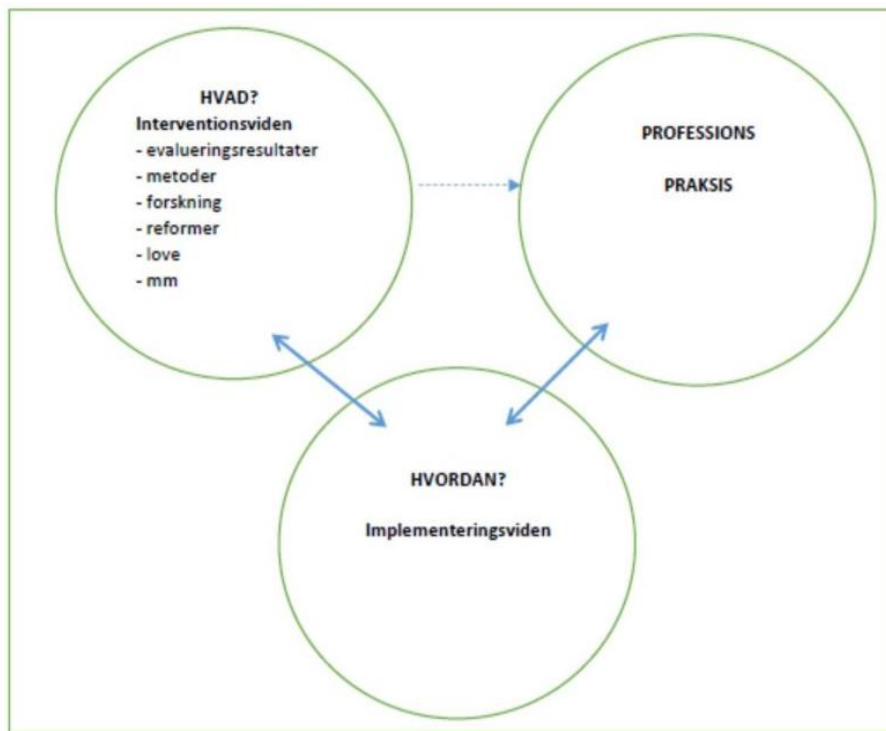 HVAD?
Interventionsviden
- evalueringsresultater
- metoder
- forskning
- reformer
- love
- mm
PROFESSIONS
PRAKSIS
HVORDAN?
Implementeringsviden